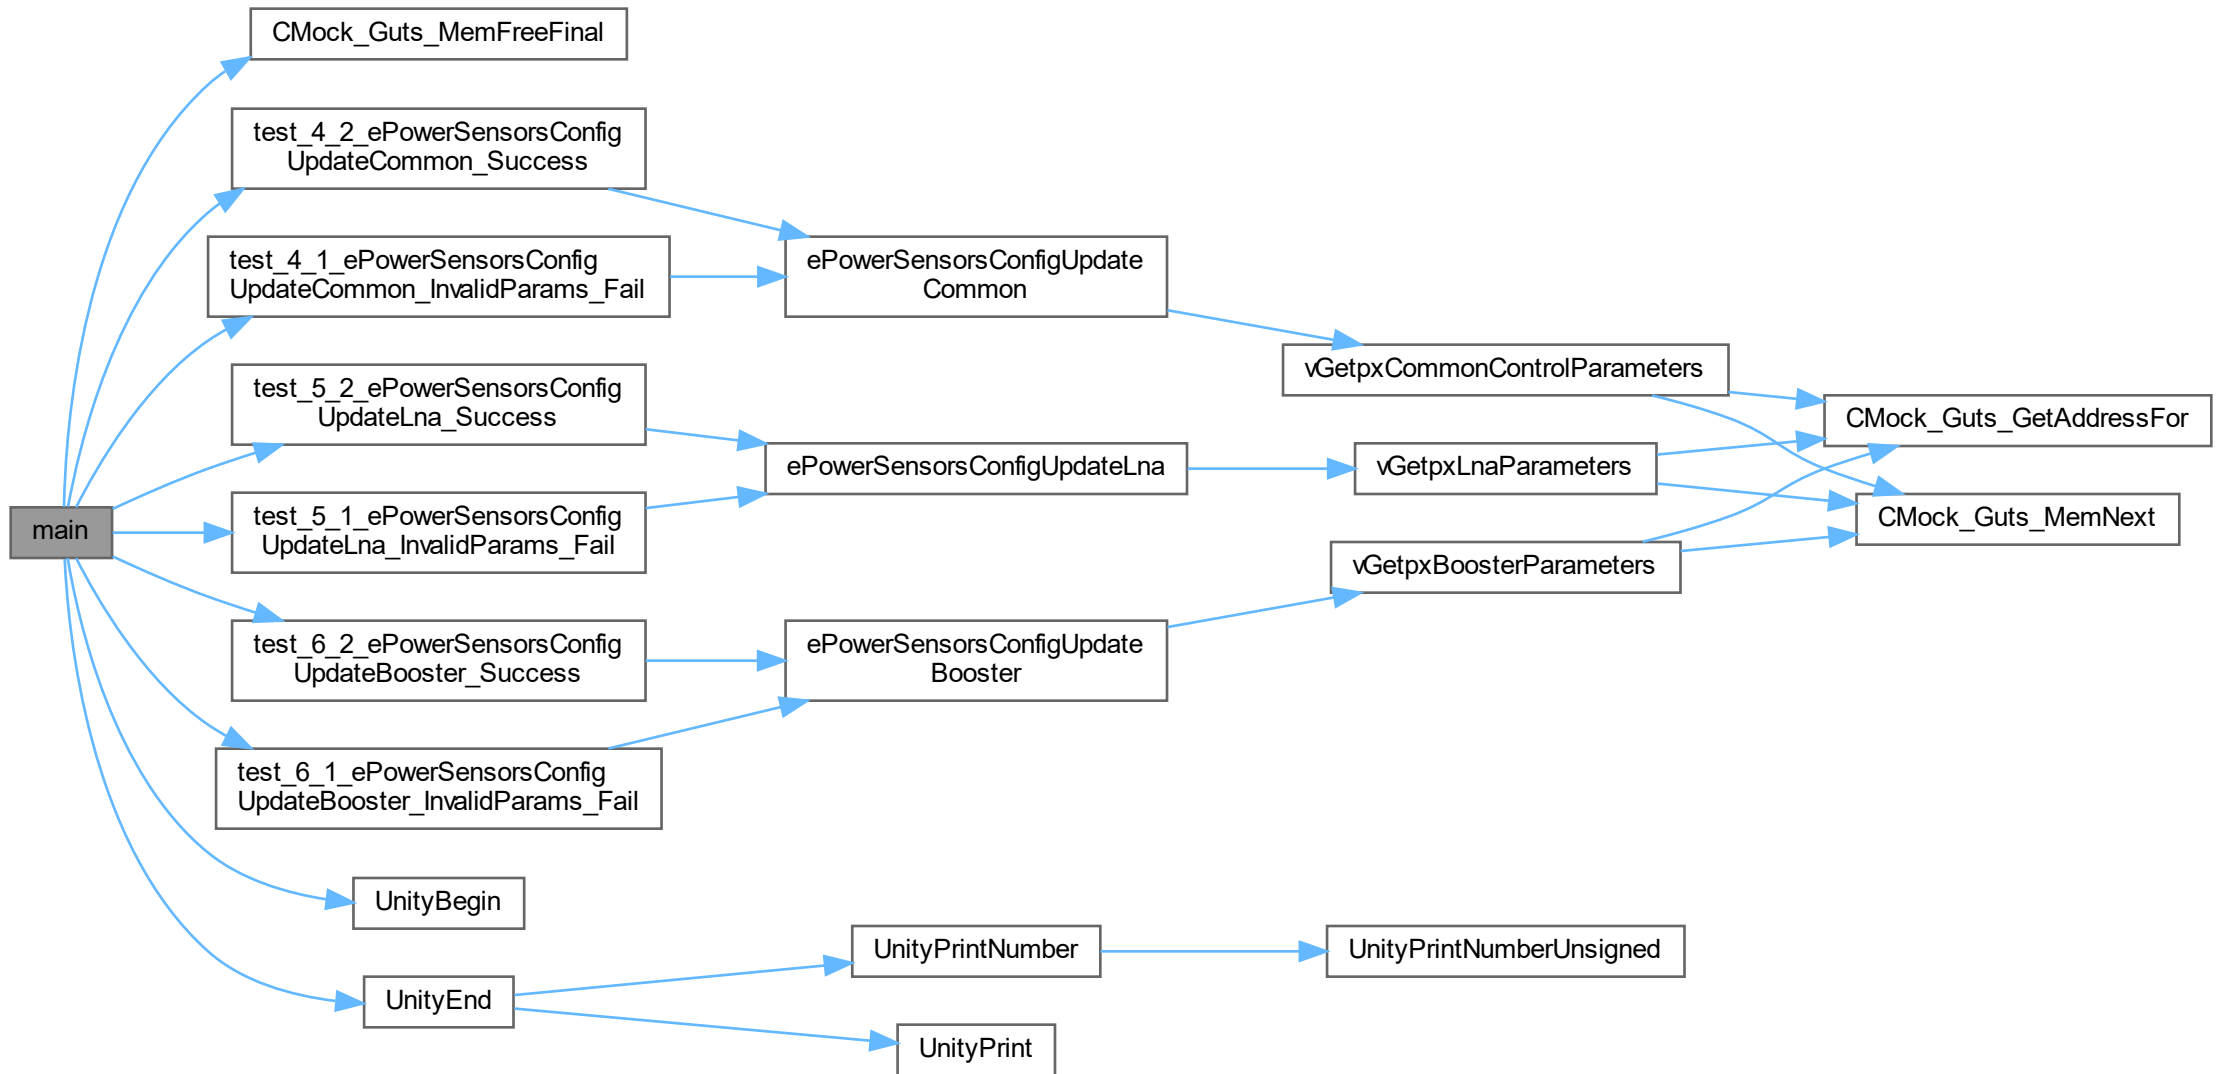 CMock_Guts_MemFreeFinal
test_4_2_ePowerSensorsConfig
UpdateCommon_Success
test_4_1_ePowerSensorsConfig
UpdateCommon_InvalidParams_Fail
test_5_2_ePowerSensorsConfig
UpdateLna_Success
main
test_5_1_ePowerSensorsConfig
UpdateLna_InvalidParams_Fail
test_6_2_ePowerSensorsConfig
UpdateBooster_Success
test_6_1_ePowerSensorsConfig
UpdateBooster_InvalidParams_Fail
UnityBegin
UnityEnd
ePowerSensorsConfigUpdate
Common
ePowerSensorsConfigUpdateLna
ePowerSensorsConfigUpdate
Booster
UnityPrintNumber
UnityPrint
vGetpxCommonControlParameters
vGetpxLnaParameters
vGetpxBoosterParameters
UnityPrintNumberUnsigned
CMock_Guts_GetAddressFor
CMock_Guts_MemNext